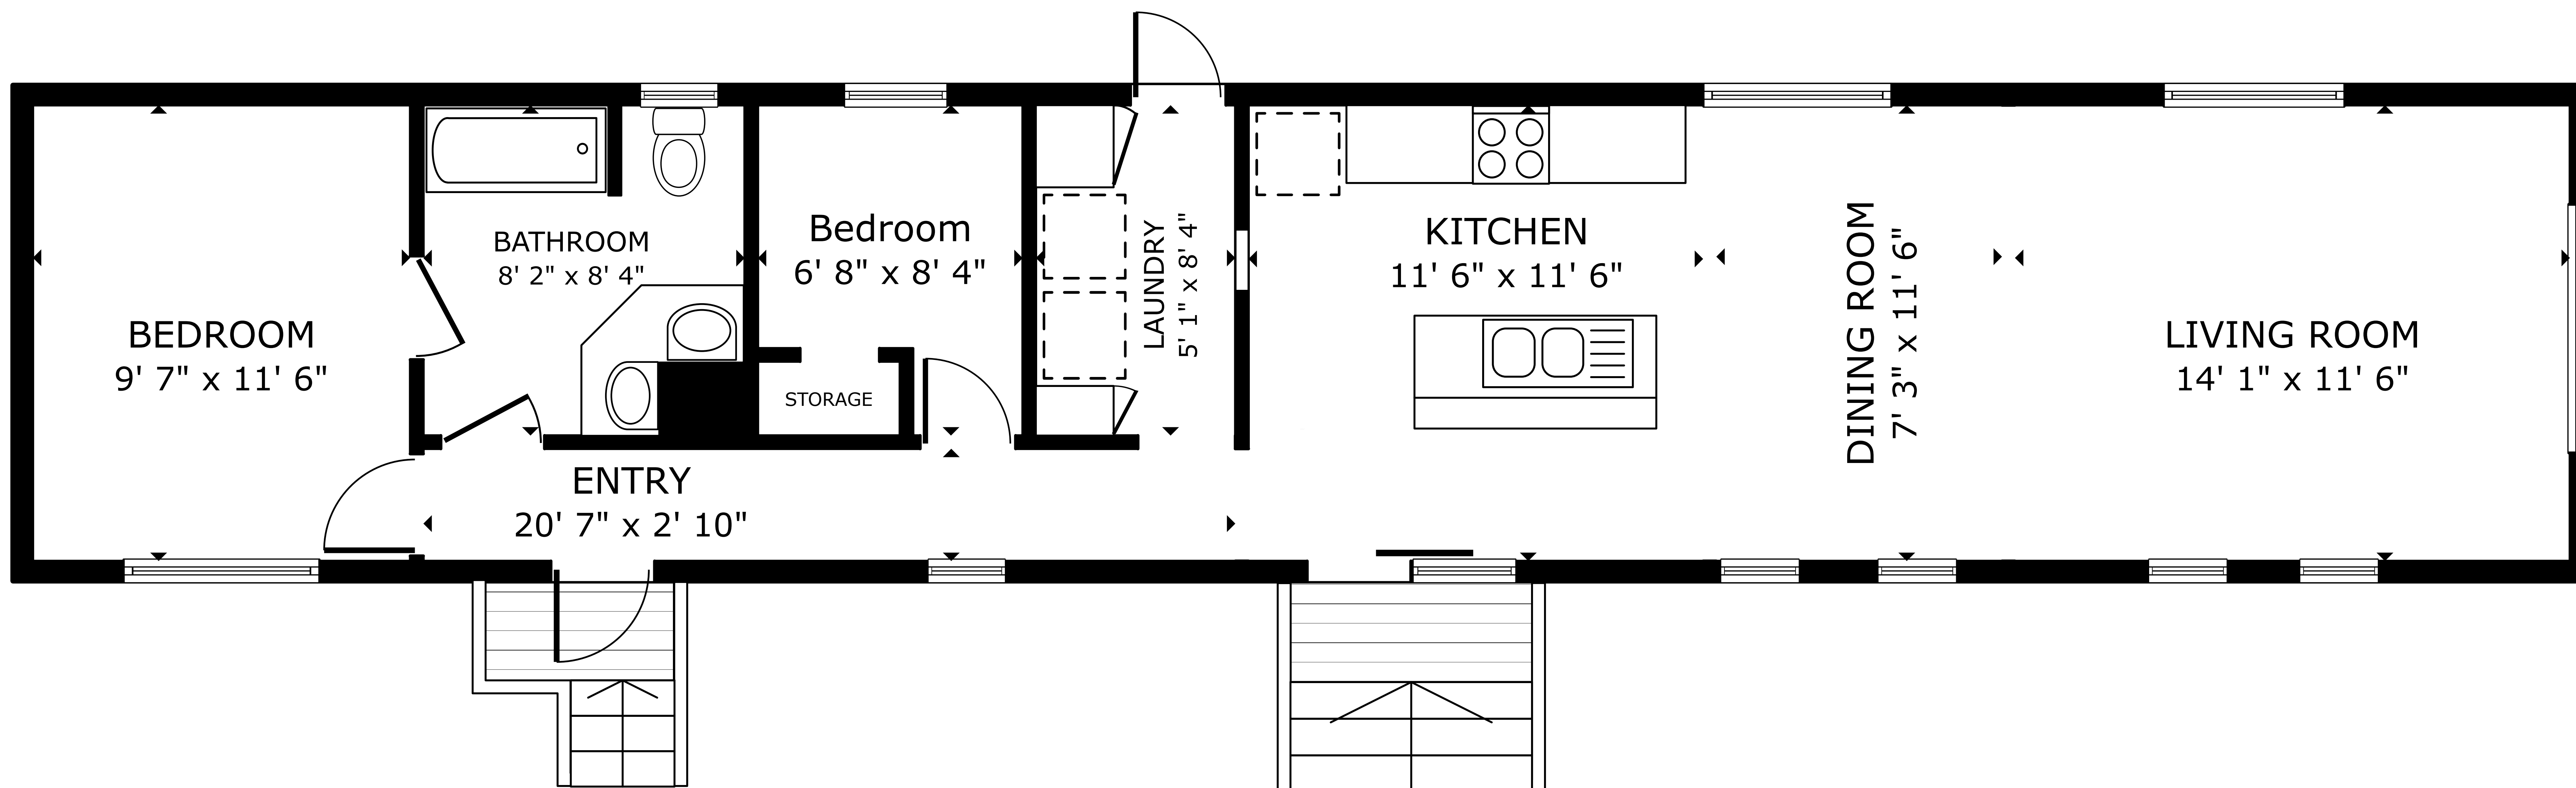 BEDROOM
9' 7" x 11' 6"
BATHROOM
8' 2" x 8' 4"
Bedroom
6' 8" x 8' 4"
STORAGE
LAUNDRY
5' 1" x 8' 4"
ENTRY
20' 7" x 2' 10"
KITCHEN
11' 6" x 11' 6"
DINING ROOM
7' 3" x 11' 6"
LIVING ROOM
14' 1" x 11' 6"